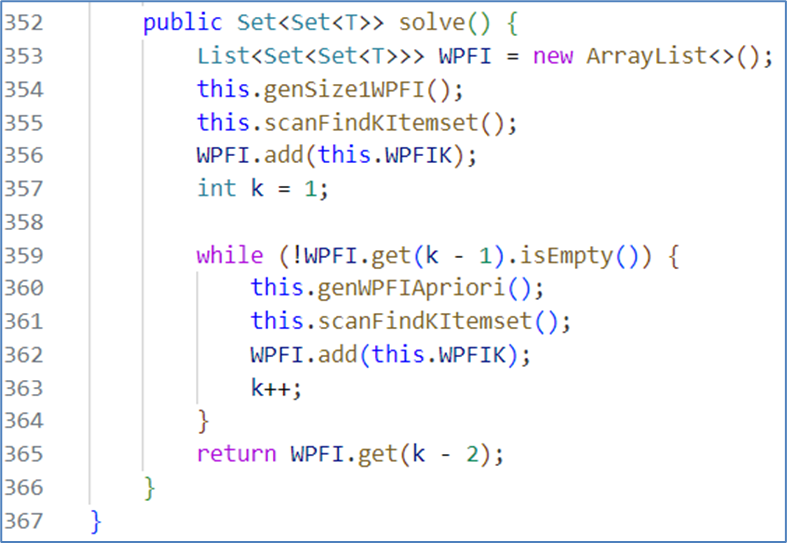 352 public Set<Set<T>> solve() {
353 List<Set<Set<T>>> WPFI = new ArrayList<>();
354 this.genSize1WPFI();
355 this.scanFindKItemset();
356 WPFI.add(this.WPFIK);
357 int k = 1;
358
359 while (!WPFI.get(k - 1).isEmpty()) {
360 this.genWPFIApriori();
361 this.scanFindKItemset();
362 WPFI.add(this.WPFIK);
363 k++;
364 }
365 return WPFI.get(k - 2);
366 }
367 }